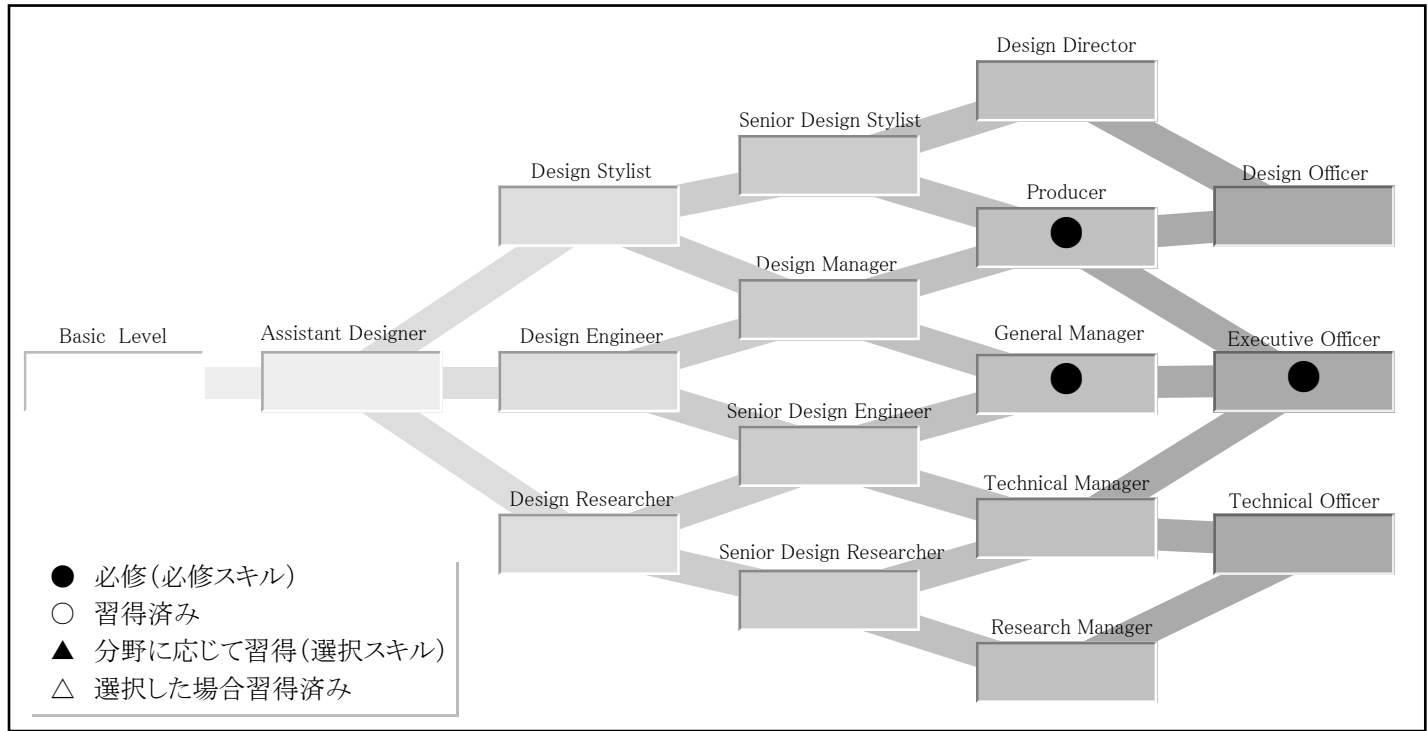 Design Director
Senior Design Stylist
Design Stylist
Design Officer
Producer
●
Design Manager
Basic Level
Assistant Designer
Design Engineer
General Manager
●
Executive Officer
●
Senior Design Engineer
Technical Manager
Design Researcher
Technical Officer
Senior Design Researcher
Research Manager
● 必修(必修スキル)
○ 習得済み
▲ 分野に応じて習得(選択スキル)
△ 選択した場合習得済み